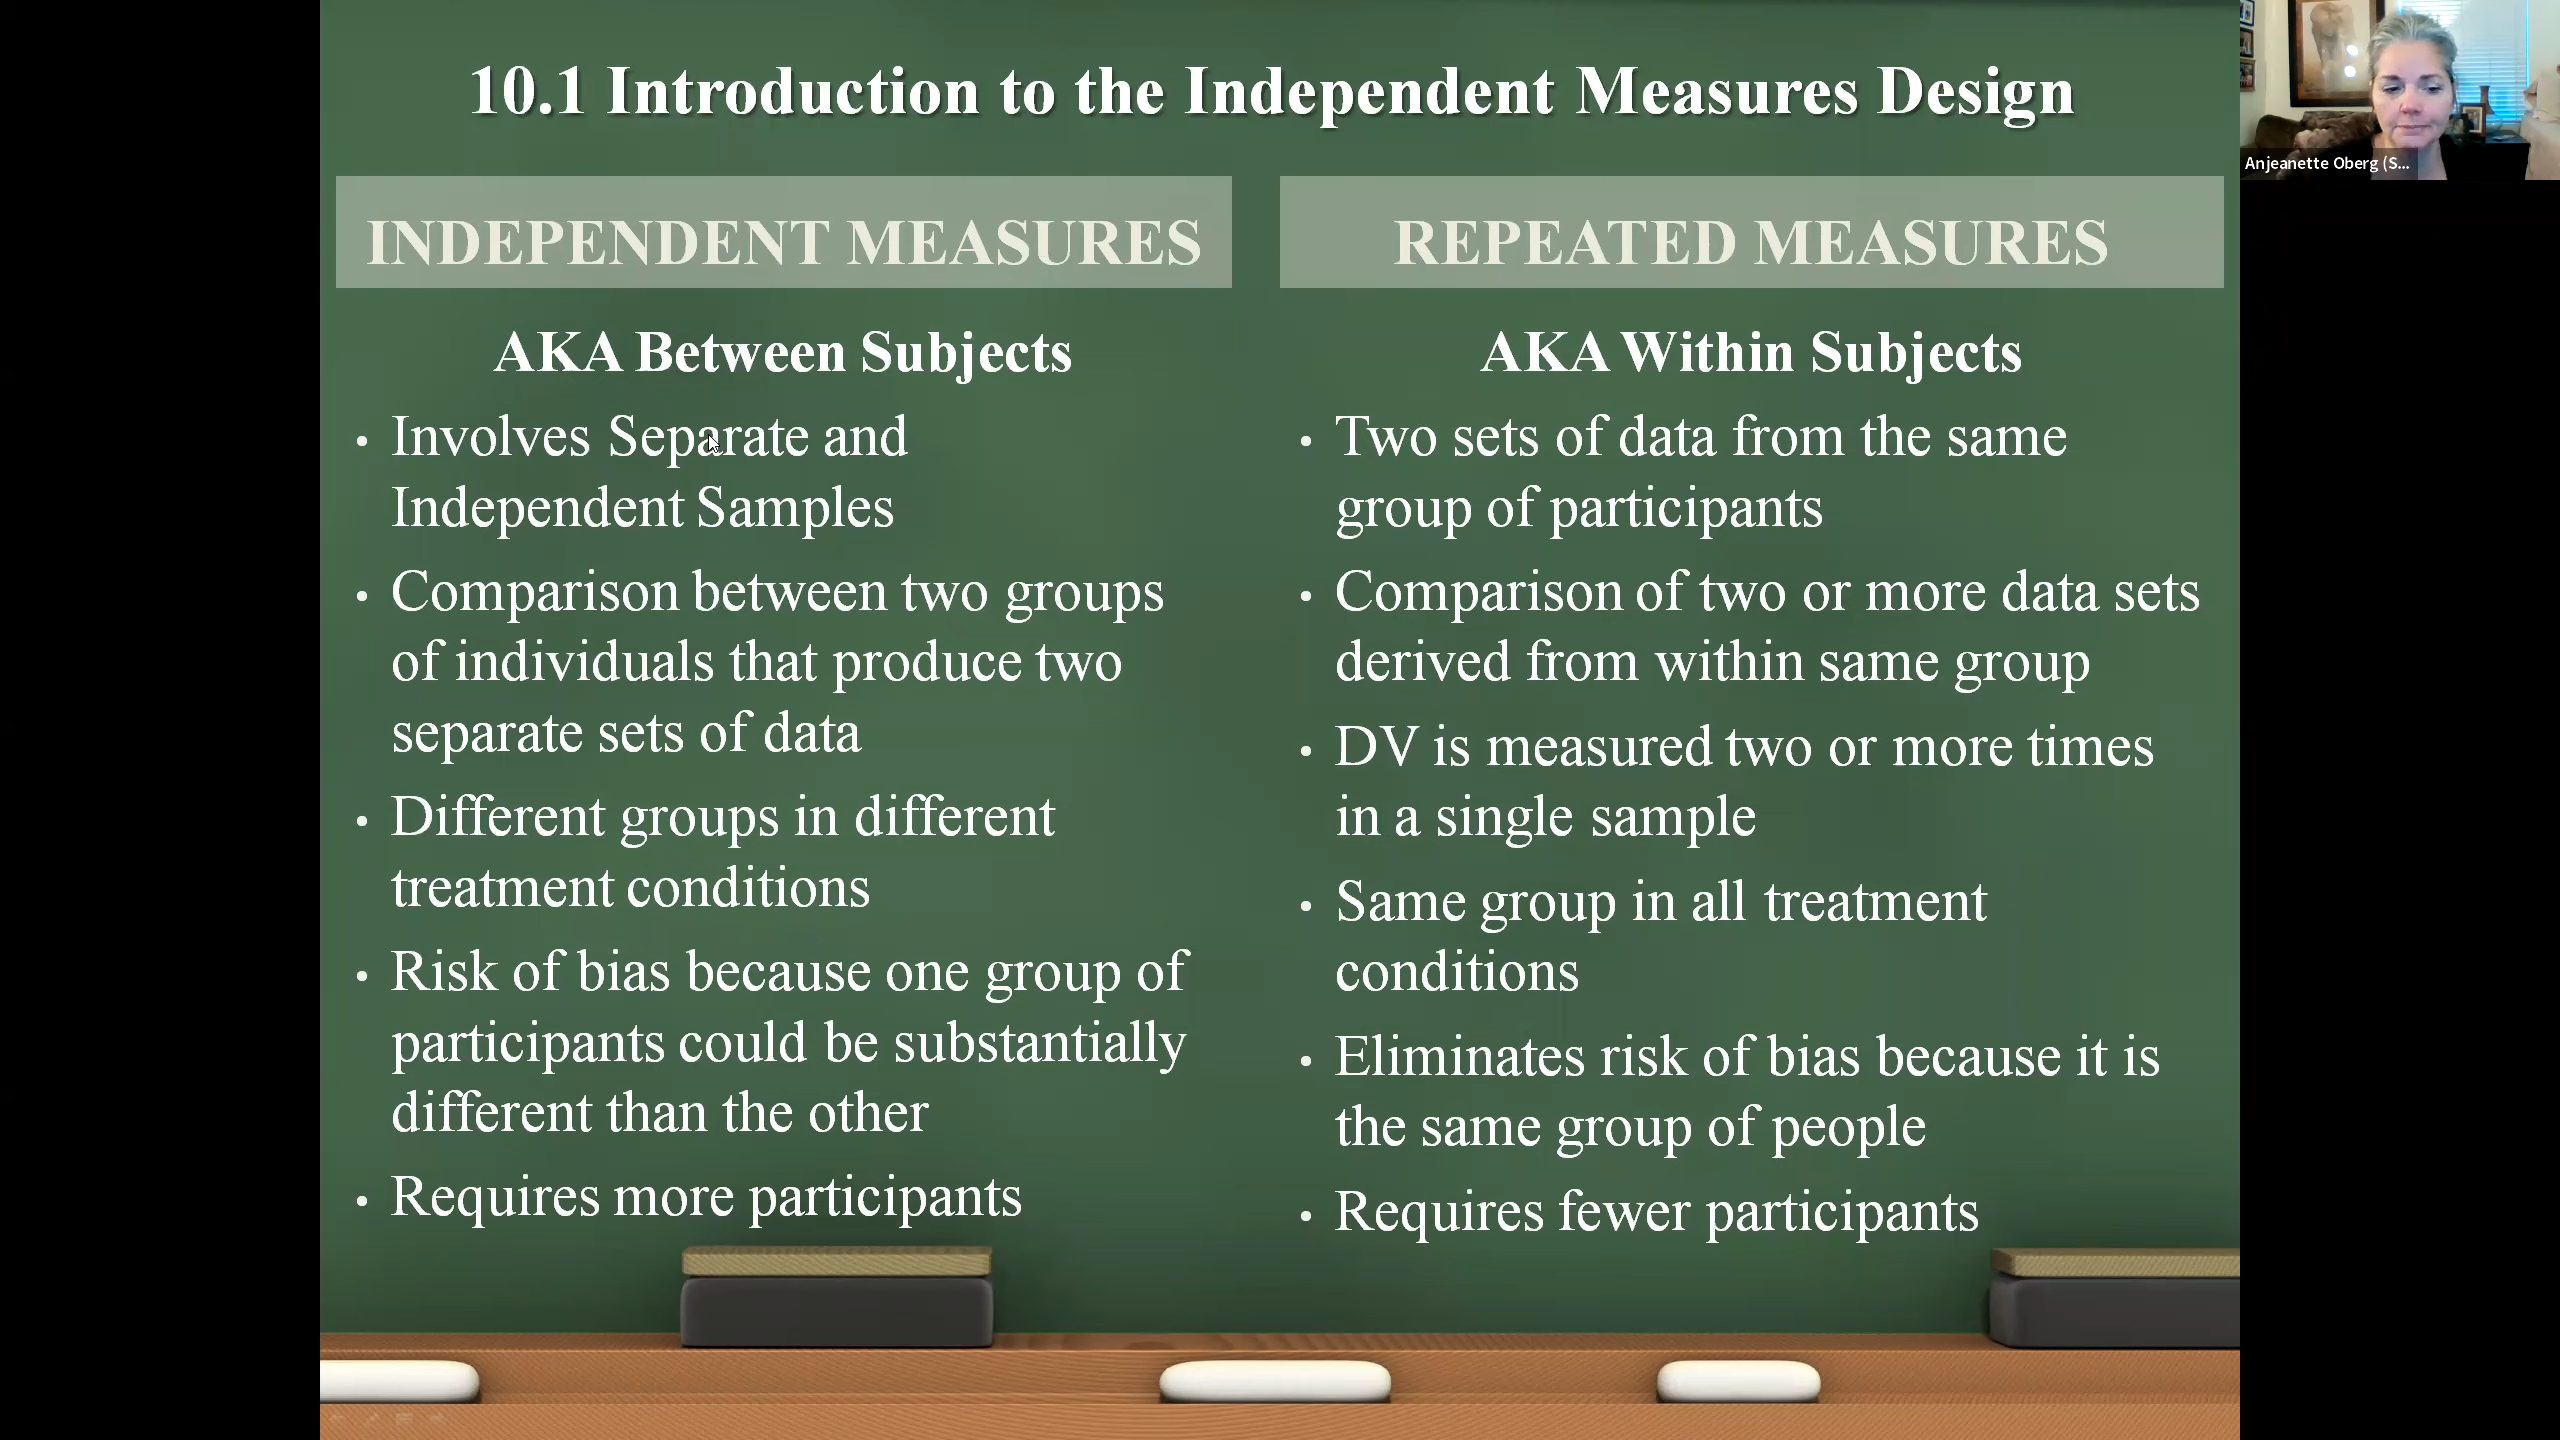 10.1 Introduction to the Independent Measures Design
INDEPENDENT MEASURES
AKA Between Subjects
• Involves Separate and
Independent Samples
• Comparison between two groups
of individuals that produce two
separate sets of data
• Different groups in different
treatment conditions
• Risk of bias because one group of
participants could be substantially
different than the other
• Requires more participants
REPEATED MEASURES
AKA Within Subjects
• Two sets of data from the same
group of participants
• Comparison of two or more data sets
derived from within same group
• DV is measured two or more times
in a single sample
• Same group in all treatment
conditions
• Eliminates risk of bias because it is
the same group of people
• Requires fewer participants
Anjeanette Oberg (S...